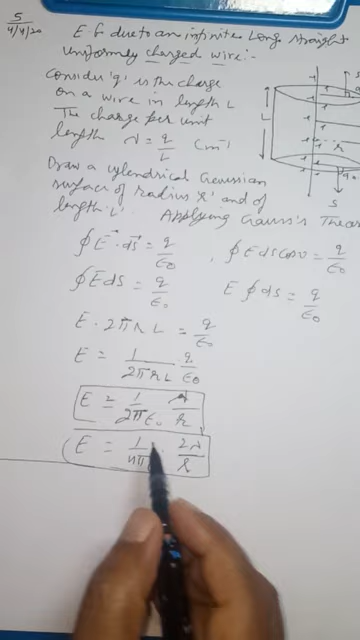 5
4/4/20
E.f due to an infinite Long straight
uniformly charged wire:-
Consider 'q' is the charge
on a wire in length L
The charge per unit
length λ = q/L Cm⁻¹
Draw a cylendrical Gaussian
surface of radius 'r' and of
length 'L'. Applying Gauss's Theor
∮E⃗.ds⃗ = q/ε₀ , ∮E ds cos0 = q/ε₀
∮E ds = q/ε₀ E∮ds = q/ε₀
E. 2πrL = q/ε₀
E = 1/2πrL q/ε₀
E = 1/2πε₀ λ/r
E = 1/4π 2λ/r
L
r
S